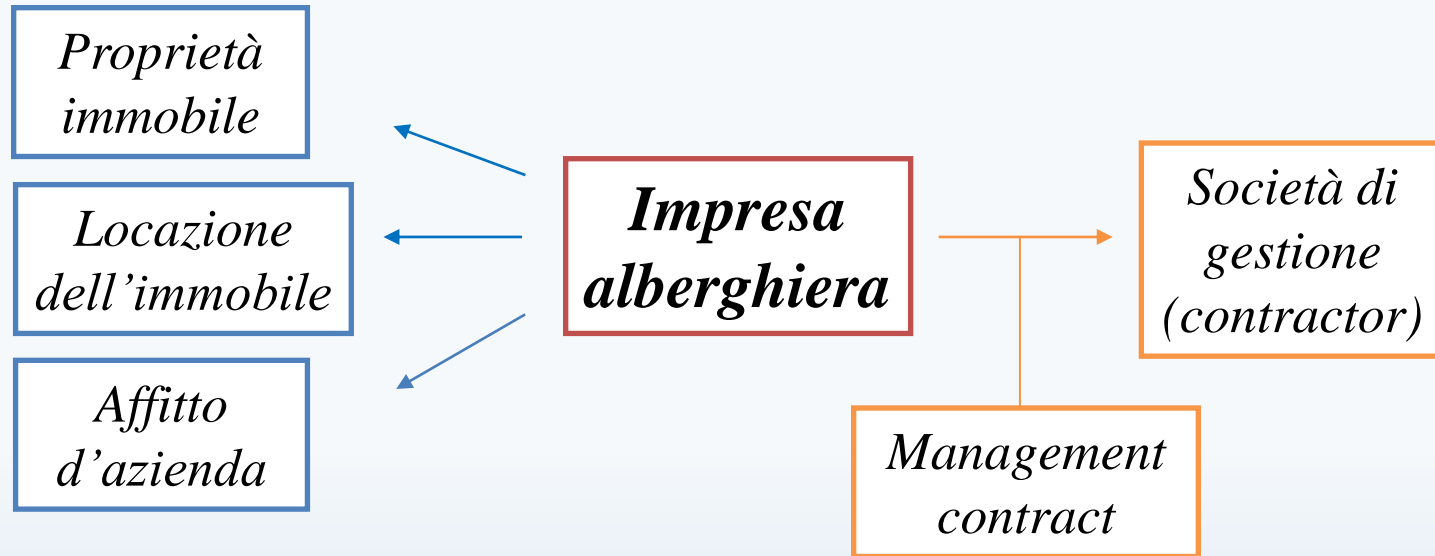 Proprietà
immobile
Locazione
dell’immobile
Affitto
d’azienda
Impresa
alberghiera
Società di
gestione
(contractor)
Management
contract